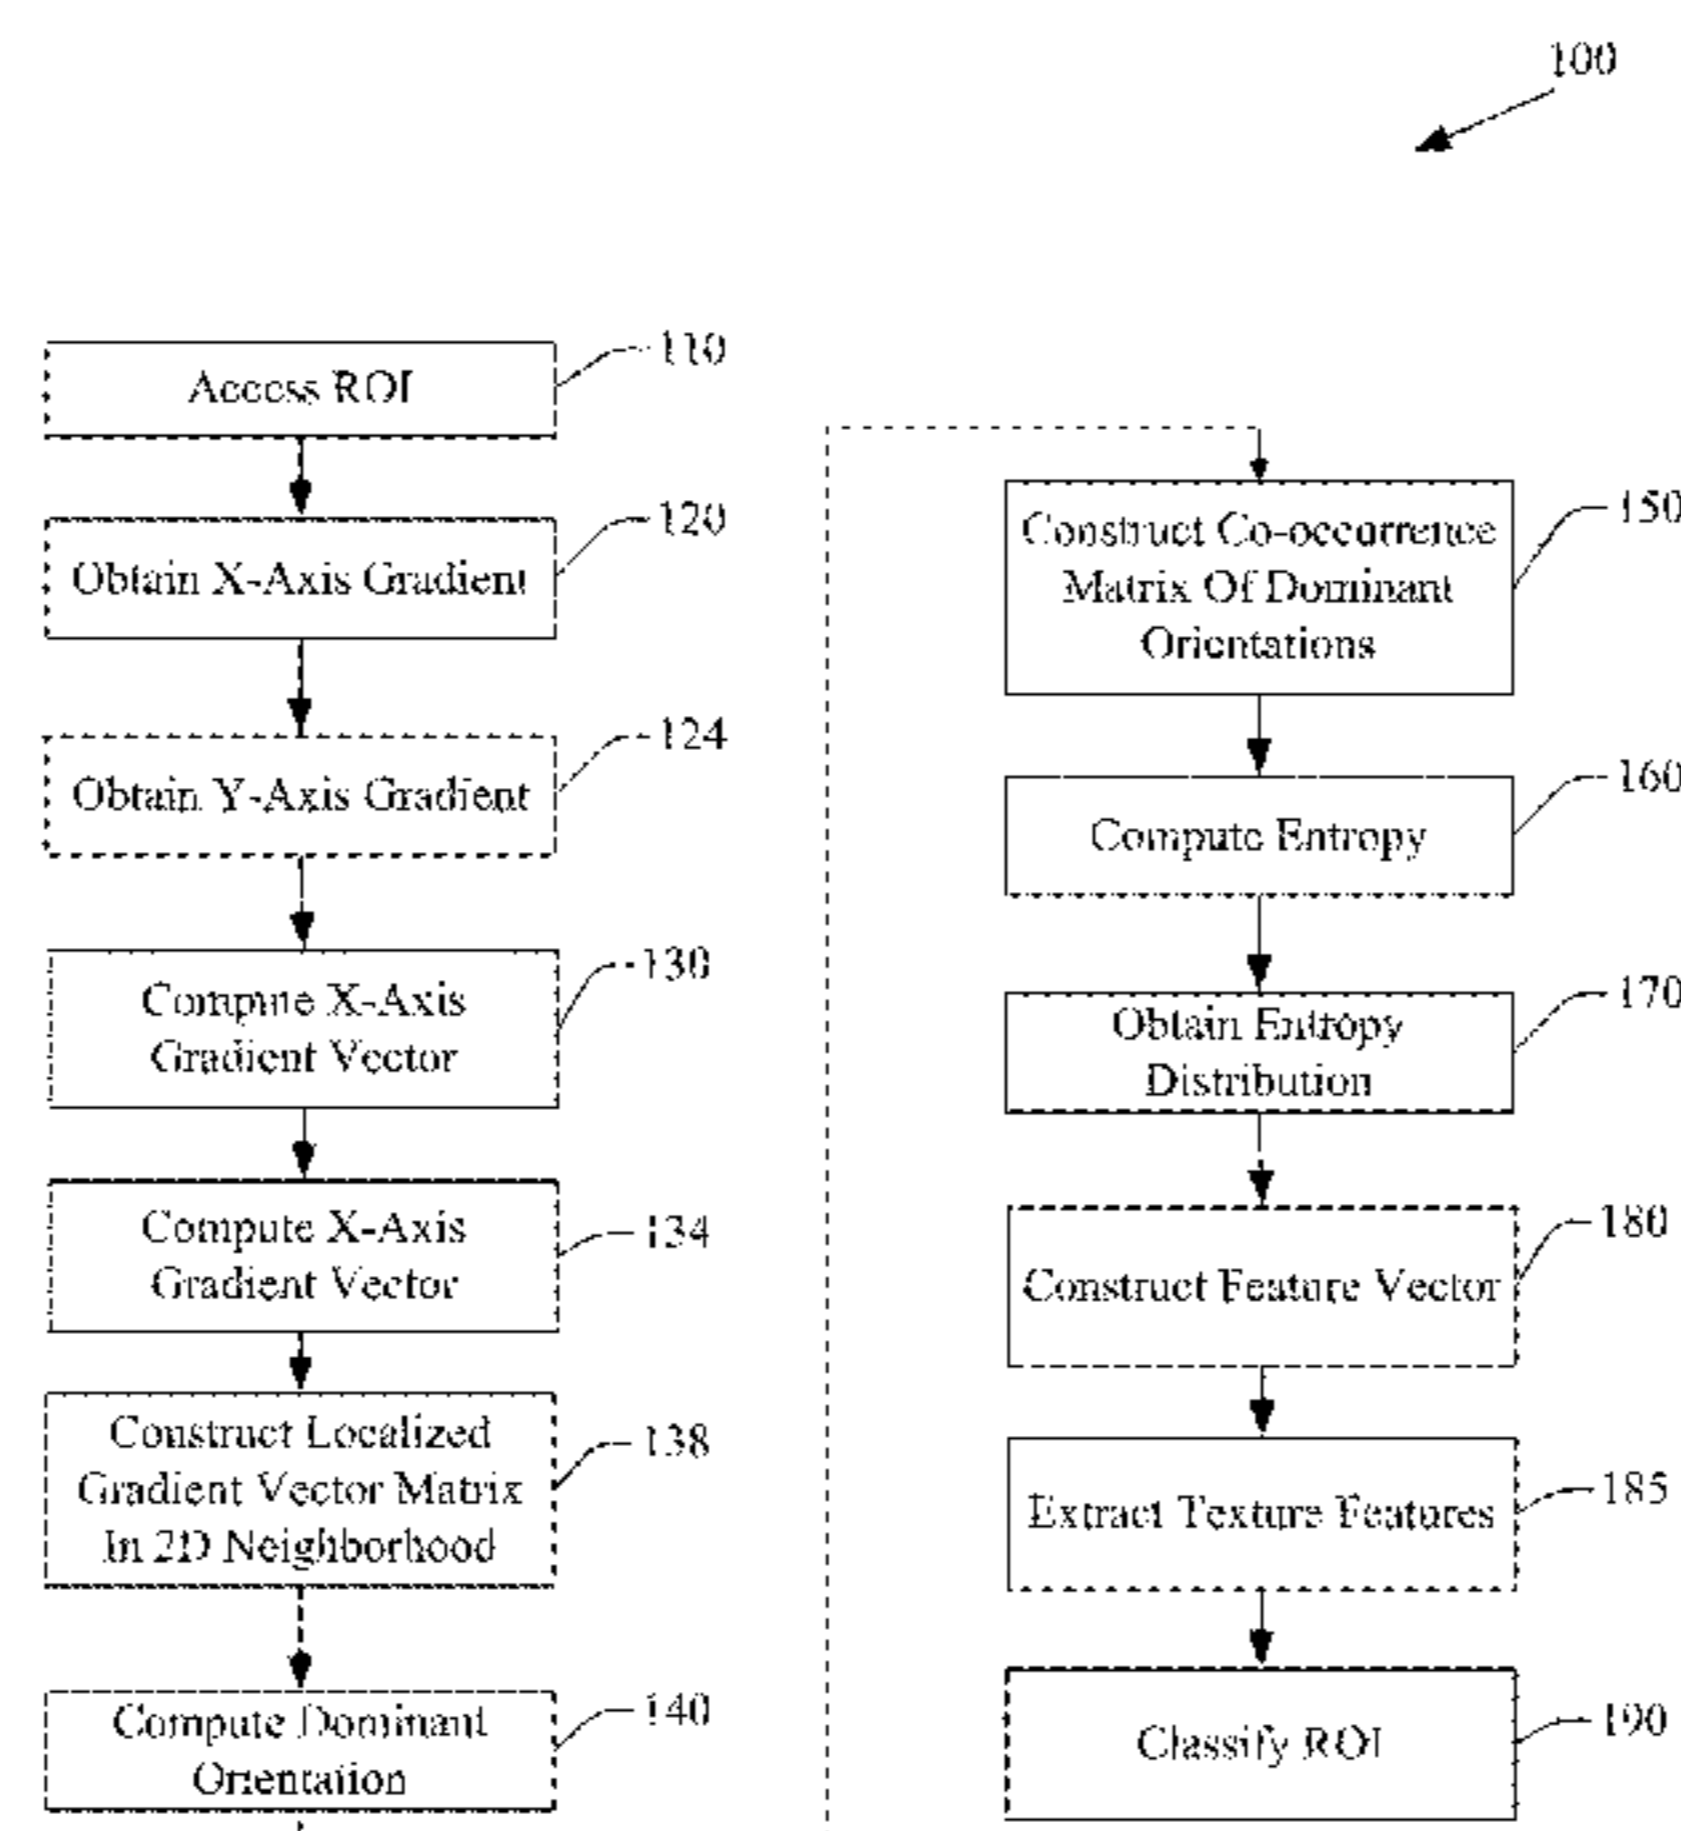 100
Access ROI
110
Obtain X-Axis Gradient
120
Obtain Y-Axis Gradient
124
Compute X-Axis
Gradient Vector
130
Compute X-Axis
Gradient Vector
134
Construct Localized
Gradient Vector Matrix
In 2D Neighborhood
138
Compute Dominant
Orientation
140
Construct Co-occurrence
Matrix Of Dominant
Orientations
150
Compute Entropy
160
Obtain Entropy
Distribution
170
Construct Feature Vector
180
Extract Texture Features
185
Classify ROI
190